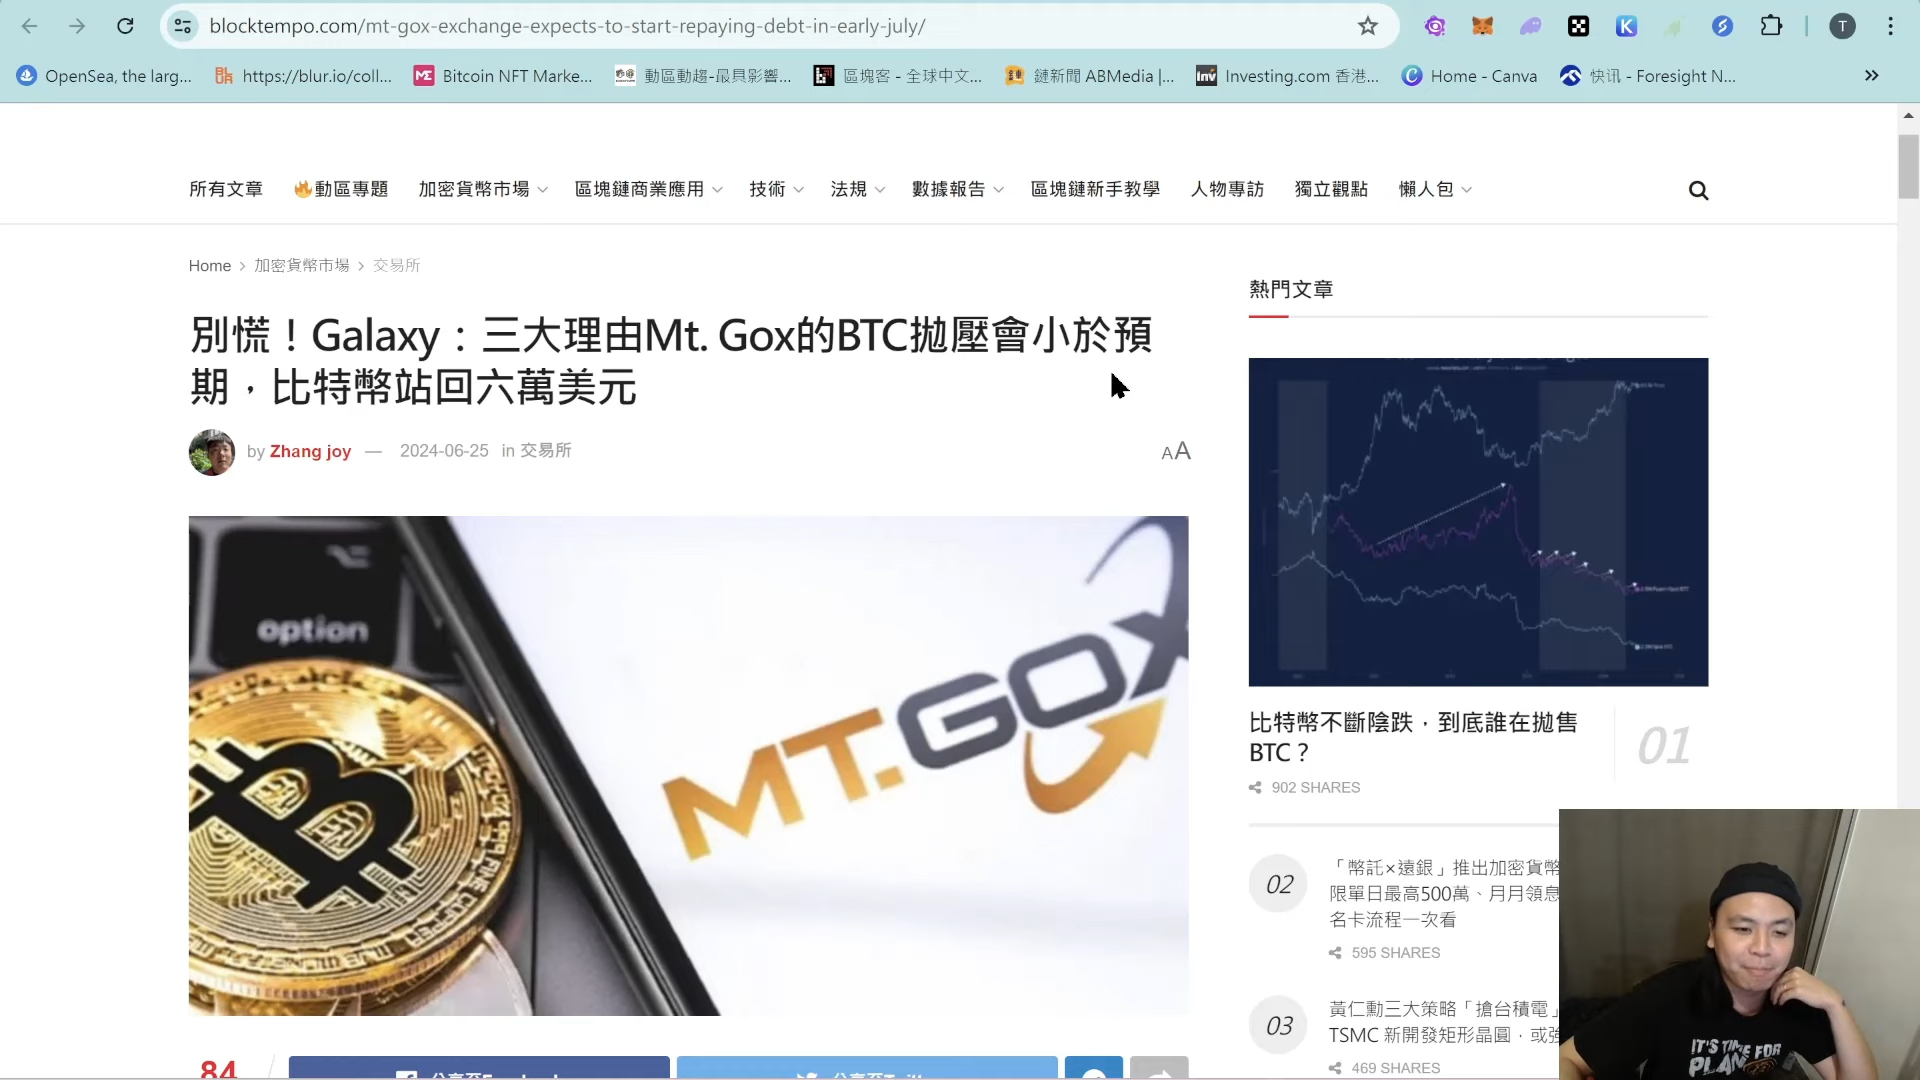 blocktempo.com/mt-gox-exchange-expects-to-start-repaying-debt-in-early-july/
T
OpenSea, the larg...
https://blur.io/coll...
Bitcoin NFT Marke...
動區動趨-最具影響...
區塊客 - 全球中文...
鏈新聞 ABMedia |...
Investing.com 香港...
Home - Canva
快讯 - Foresight N...
所有文章
動區專題
加密貨幣市場
區塊鏈商業應用
技術
法規
數據報告
區塊鏈新手教學
人物專訪
獨立觀點
懶人包
Home > 加密貨幣市場 > 交易所
別慌！Galaxy：三大理由Mt. Gox的BTC拋壓會小於預
期，比特幣站回六萬美元
by Zhang joy — 2024-06-25 in 交易所
AA
option
MT.GOX
84
熱門文章
比特幣不斷陰跌，到底誰在拋售
BTC？
01
902 SHARES
02
「幣託×遠銀」推出加密貨幣
限單日最高500萬、月月領息
名卡流程一次看
595 SHARES
03
黃仁勳三大策略「搶台積電」
TSMC 新開發矩形晶圓，或強
469 SHARES
IT'S TIME FOR
PLAN